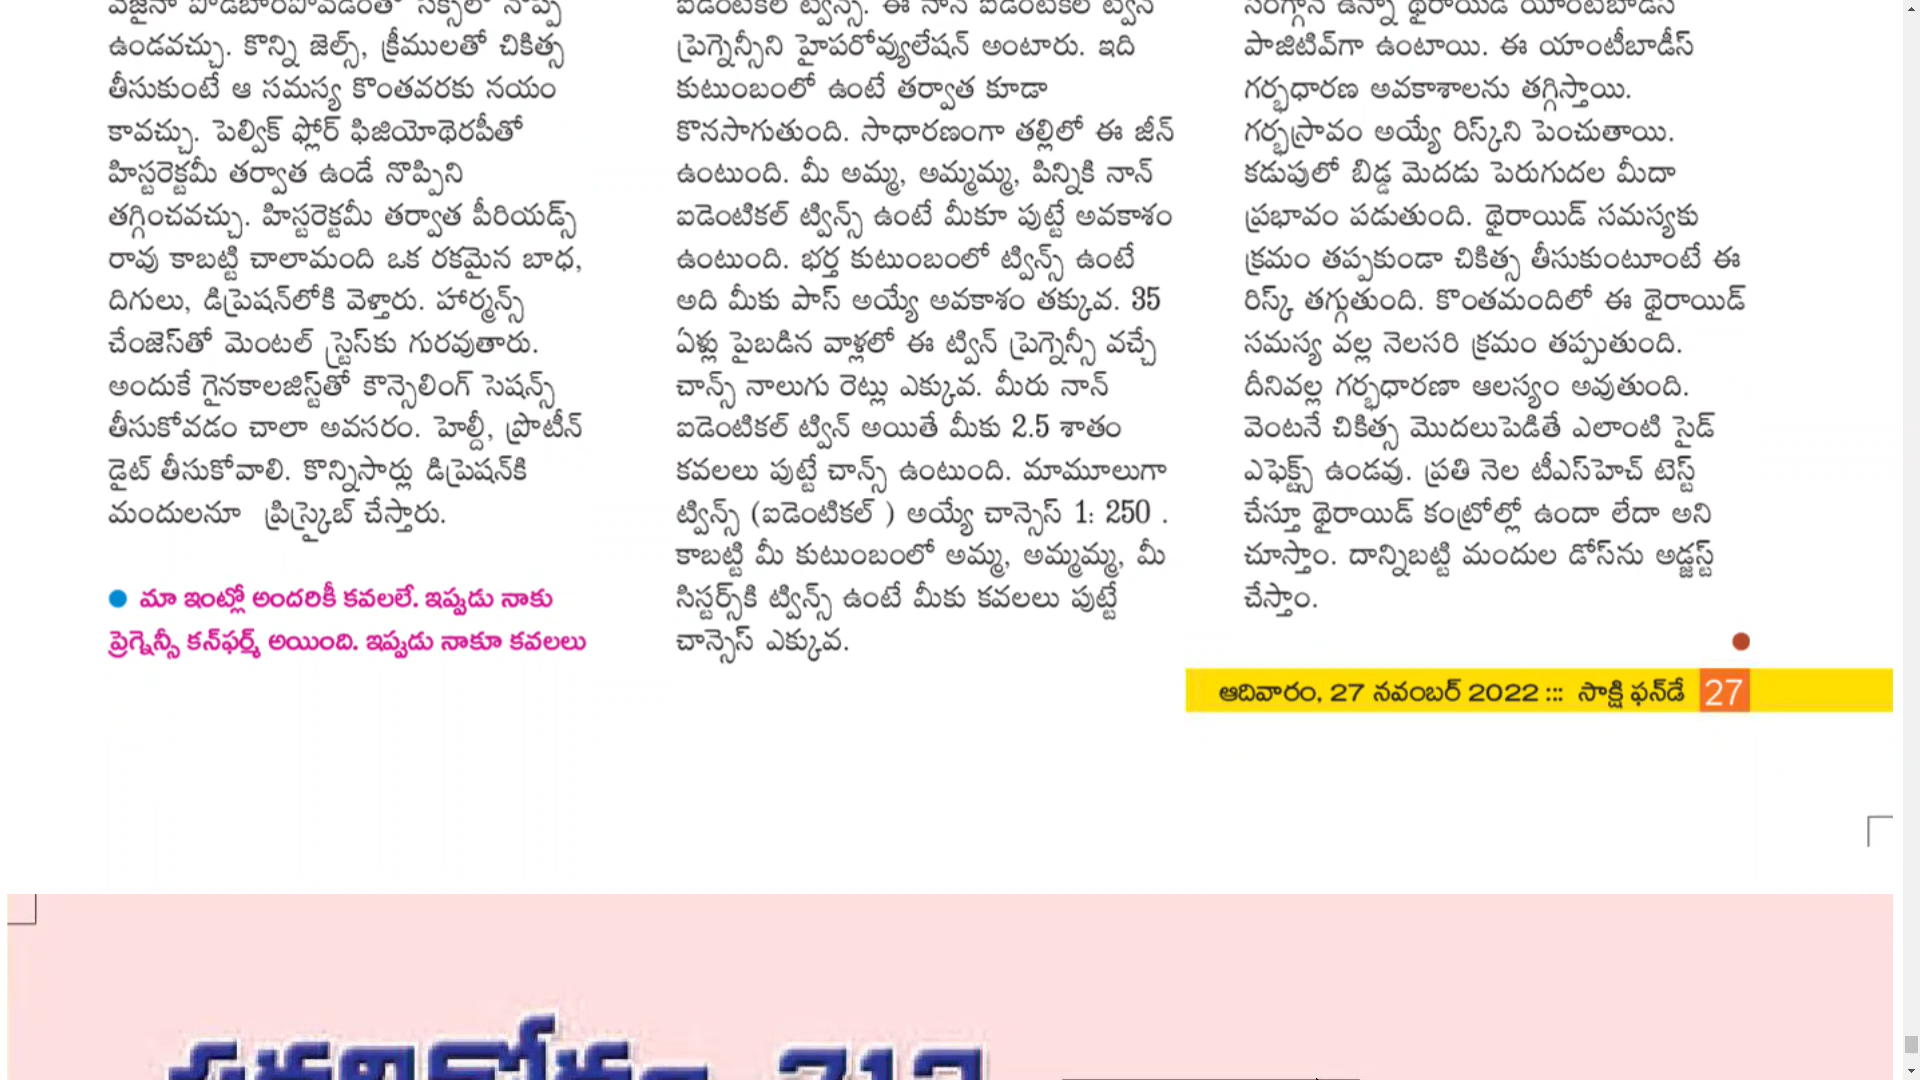 ఉండవచ్చు. కొన్ని జెల్స్, క్రీములతో చికిత్స
తీసుకుంటే ఆ సమస్య కొంతవరకు నయం
కావచ్చు. పెల్విక్ ఫ్లోర్ ఫిజియోథెరపీతో
హిస్టరెక్టమీ తర్వాత ఉండే నొప్పిని
తగ్గించవచ్చు. హిస్టరెక్టమీ తర్వాత పీరియడ్స్
రావు కాబట్టి చాలామంది ఒక రకమైన బాధ,
దిగులు, డిప్రెషన్‌లోకి వెళ్తారు. హార్మన్స్
చేంజెస్‌తో మెంటల్ స్ట్రెస్‌కు గురవుతారు.
అందుకే గైనకాలజిస్ట్‌తో కౌన్సెలింగ్ సెషన్స్
తీసుకోవడం చాలా అవసరం. హెల్దీ, ప్రొటీన్
డైట్ తీసుకోవాలి. కొన్నిసార్లు డిప్రెషన్‌కి
మందులనూ ప్రిస్క్రైబ్ చేస్తారు.
● మా ఇంట్లో అందరికీ కవలలే. ఇప్పుడు నాకు
ప్రెగ్నెన్సీ కన్‌ఫర్మ్ అయింది. ఇప్పుడు నాకూ కవలలు
ఐడెంటికల్ ట్విన్స్. ఈ నాన్ ఐడెంటికల్ ట్విన్
ప్రెగ్నెన్సీని హైపరోవ్యులేషన్ అంటారు. ఇది
కుటుంబంలో ఉంటే తర్వాత కూడా
కొనసాగుతుంది. సాధారణంగా తల్లిలో ఈ జీన్
ఉంటుంది. మీ అమ్మ, అమ్మమ్మ, పిన్నికి నాన్
ఐడెంటికల్ ట్విన్స్ ఉంటే మీకూ పుట్టే అవకాశం
ఉంటుంది. భర్త కుటుంబంలో ట్విన్స్ ఉంటే
అది మీకు పాస్ అయ్యే అవకాశం తక్కువ. 35
ఏళ్లు పైబడిన వాళ్లలో ఈ ట్విన్ ప్రెగ్నెన్సీ వచ్చే
చాన్స్ నాలుగు రెట్లు ఎక్కువ. మీరు నాన్
ఐడెంటికల్ ట్విన్ అయితే మీకు 2.5 శాతం
కవలలు పుట్టే చాన్స్ ఉంటుంది. మామూలుగా
ట్విన్స్ (ఐడెంటికల్ ) అయ్యే చాన్సెస్ 1: 250 .
కాబట్టి మీ కుటుంబంలో అమ్మ, అమ్మమ్మ, మీ
సిస్టర్స్‌కి ట్విన్స్ ఉంటే మీకు కవలలు పుట్టే
చాన్సెస్ ఎక్కువ.
ఉన్నా థైరాయిడ్ యాంటీబాడీస్
పాజిటివ్‌గా ఉంటాయి. ఈ యాంటీబాడీస్
గర్భధారణ అవకాశాలను తగ్గిస్తాయి.
గర్భస్రావం అయ్యే రిస్క్‌ని పెంచుతాయి.
కడుపులో బిడ్డ మెదడు పెరుగుదల మీదా
ప్రభావం పడుతుంది. థైరాయిడ్ సమస్యకు
క్రమం తప్పకుండా చికిత్స తీసుకుంటూంటే ఈ
రిస్క్ తగ్గుతుంది. కొంతమందిలో ఈ థైరాయిడ్
సమస్య వల్ల నెలసరి క్రమం తప్పుతుంది.
దీనివల్ల గర్భధారణా ఆలస్యం అవుతుంది.
వెంటనే చికిత్స మొదలుపెడితే ఎలాంటి సైడ్
ఎఫెక్ట్స్ ఉండవు. ప్రతి నెల టీఎస్‌హెచ్ టెస్ట్
చేస్తూ థైరాయిడ్ కంట్రోల్లో ఉందా లేదా అని
చూస్తాం. దాన్నిబట్టి మందుల డోస్‌ను అడ్జస్ట్
చేస్తాం.
ఆదివారం, 27 నవంబర్ 2022 ::: సాక్షి ఫన్‌డే 27